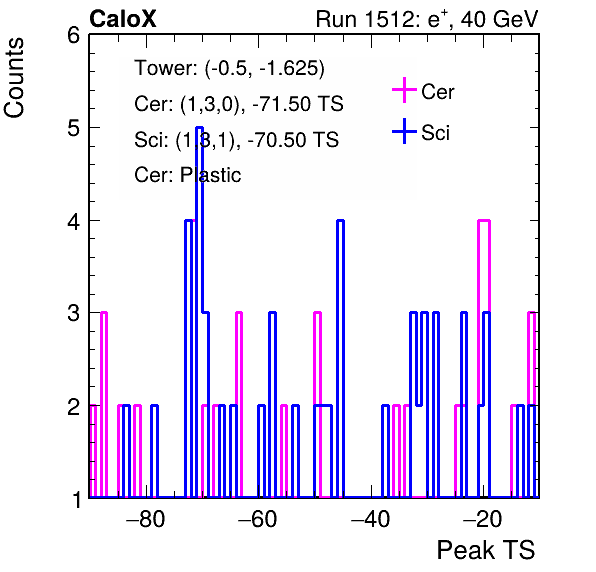 CaloX Run 1512: e⁺, 40 GeV
Counts
Tower: (-0.5, -1.625)
Cer: (1,3,0), -71.50 TS
Sci: (1,3,1), -70.50 TS
Cer: Plastic
Cer
Sci
6
5
4
3
2
1
−80 −60 −40 −20
Peak TS